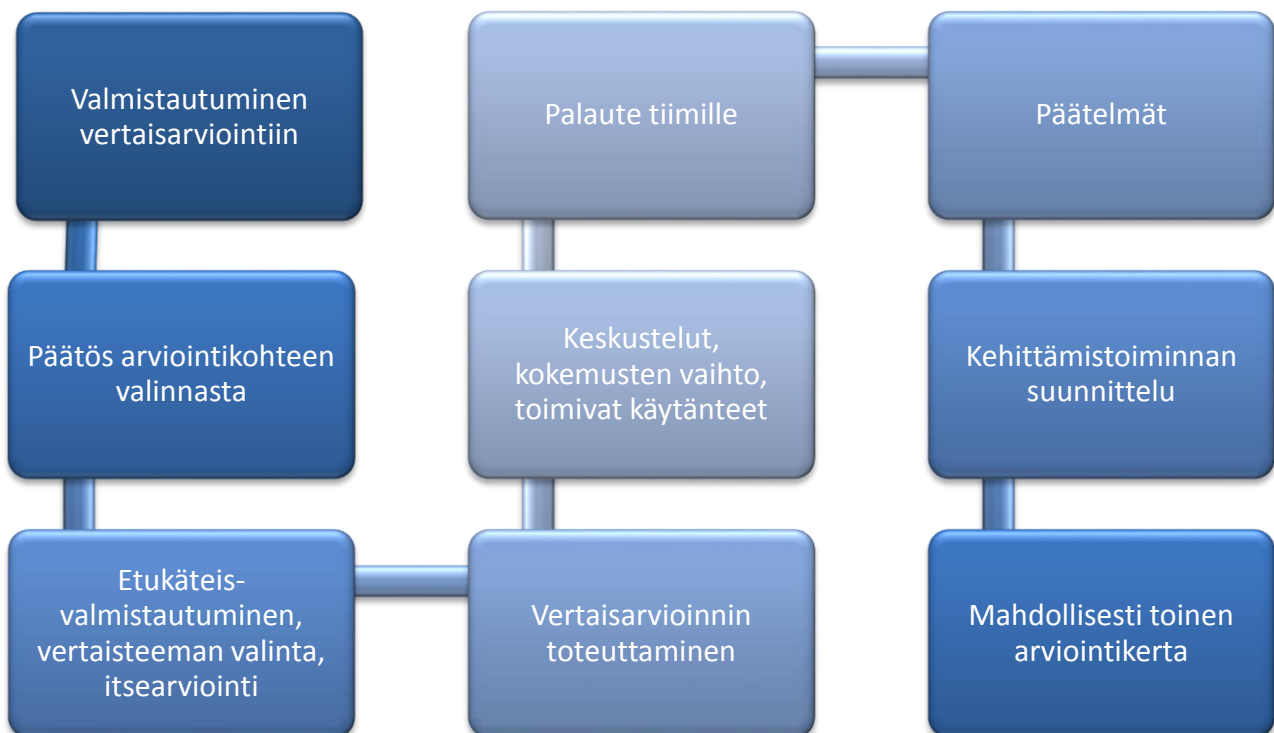 Valmistautuminen
vertaisarviointiin
Päätös arviointikohteen
valinnasta
Etukäteis-
valmistautuminen,
vertaisteeman valinta,
itsearviointi
Vertaisarvioinnin
toteuttaminen
Keskustelut,
kokemusten vaihto,
toimivat käytänteet
Palaute tiimille
Päätelmät
Kehittämistoiminnan
suunnittelu
Mahdollisesti toinen
arviointikerta